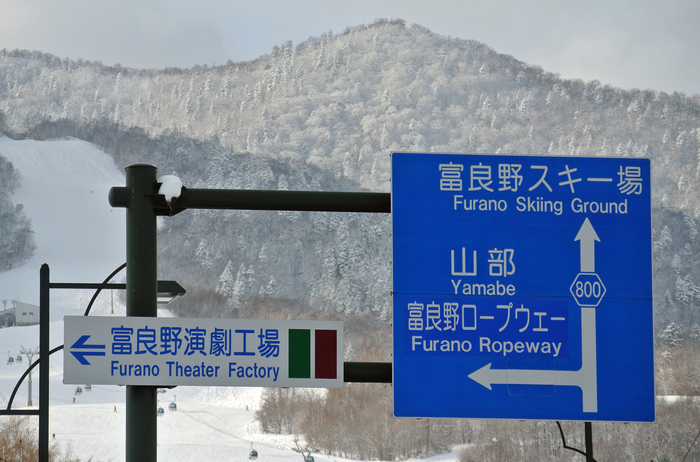 富良野スキー場
Furano Skiing Ground
山部
Yamabe
800
富良野ロープウェー
Furano Ropeway
富良野演劇工場
Furano Theater Factory